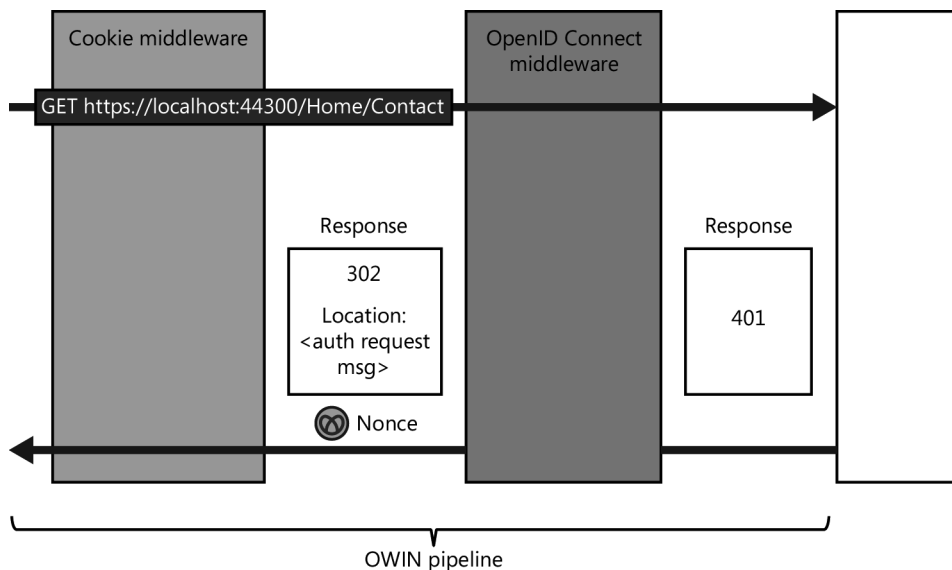 Cookie middleware
OpenID Connect
middleware
GET https://localhost:44300/Home/Contact
Response
302
Location:
<auth request
msg>
Nonce
Response
401
OWIN pipeline